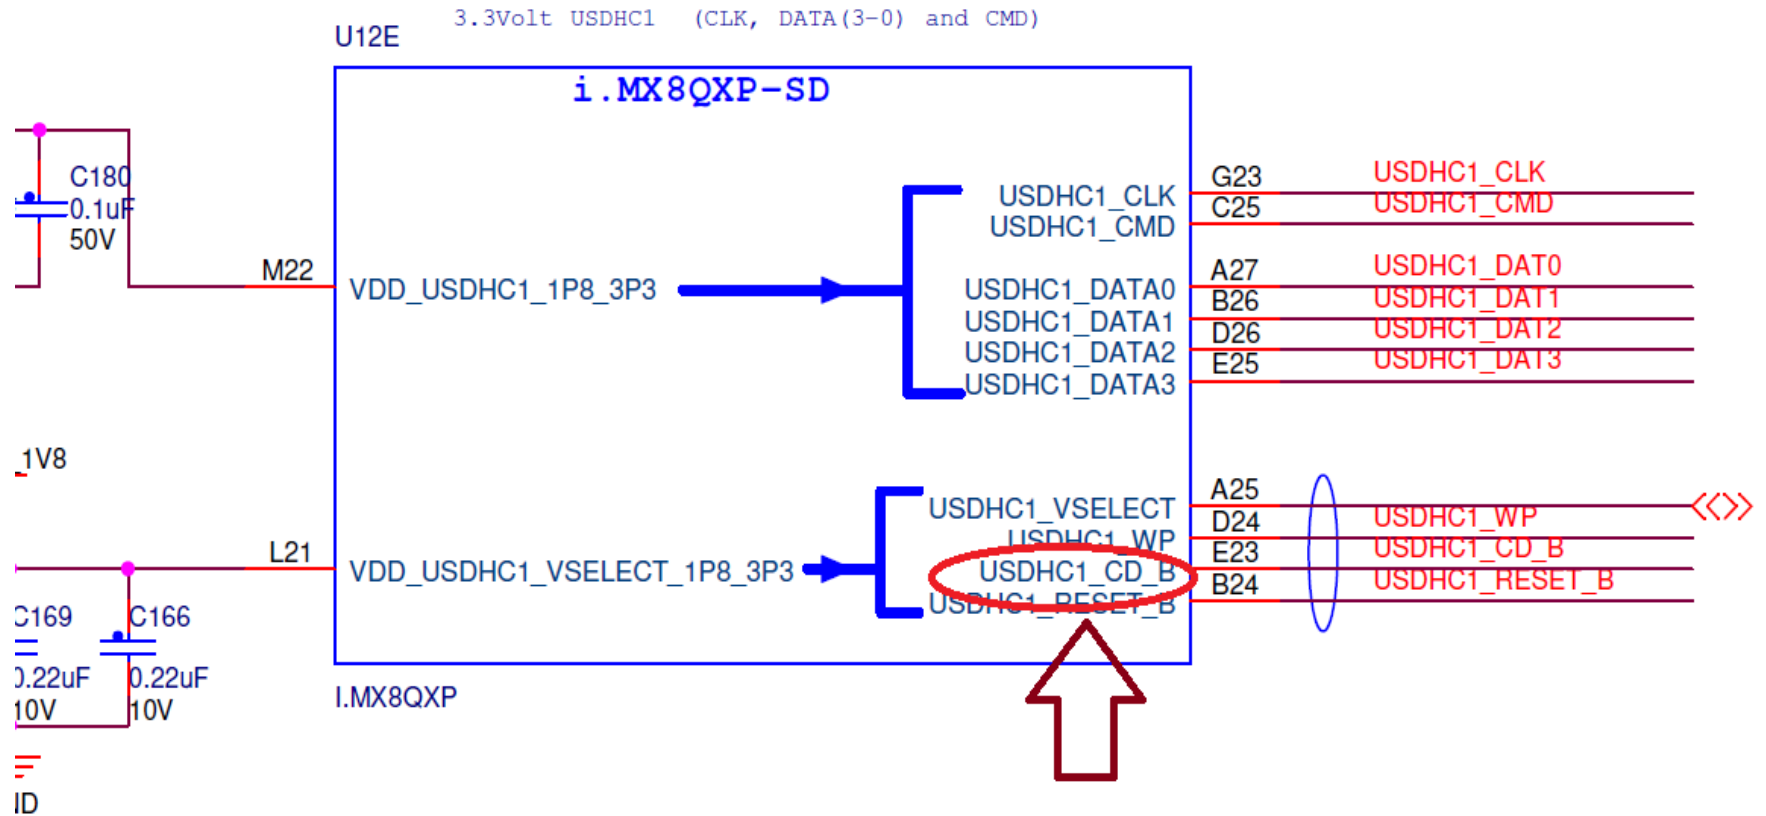 3.3Volt USDHC1 (CLK, DATA(3-0) and CMD)
U12E
i.MX8QXP-SD
C180
0.1uF
50V
M22
VDD_USDHC1_1P8_3P3
USDHC1_CLK
G23
USDHC1_CLK
USDHC1_CMD
C25
USDHC1_CMD
USDHC1_DATA0
A27
USDHC1_DAT0
USDHC1_DATA1
B26
USDHC1_DAT1
USDHC1_DATA2
D26
USDHC1_DAT2
USDHC1_DATA3
E25
USDHC1_DAT3
_1V8
USDHC1_VSELECT
A25
USDHC1_WP
D24
USDHC1_WP
L21
VDD_USDHC1_VSELECT_1P8_3P3
USDHC1_CD_B
E23
USDHC1_CD_B
USDHC1_RESET_B
B24
USDHC1_RESET_B
C169
0.22uF
10V
C166
0.22uF
10V
I.MX8QXP
ND